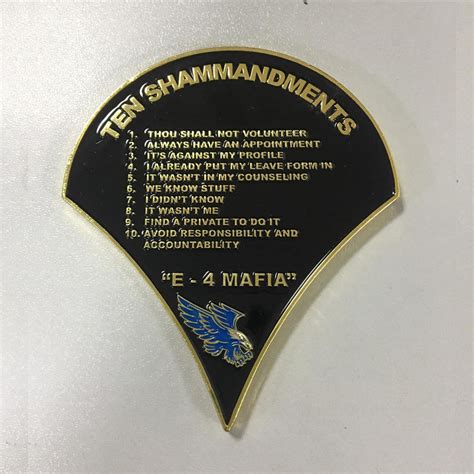 TEN SHAMMANDMENTS
1. THOU SHALL NOT VOLUNTEER
2. ALWAYS HAVE AN APPOINTMENT
3. IT'S AGAINST MY PROFILE
4. I ALREADY PUT MY LEAVE FORM IN
5. IT WASN'T IN MY COUNSELING
6. WE KNOW STUFF
7. I DIDN'T KNOW
8. IT WASN'T ME
9. FIND A PRIVATE TO DO IT
10. AVOID RESPONSIBILITY AND
ACCOUNTABILITY
"E - 4 MAFIA"